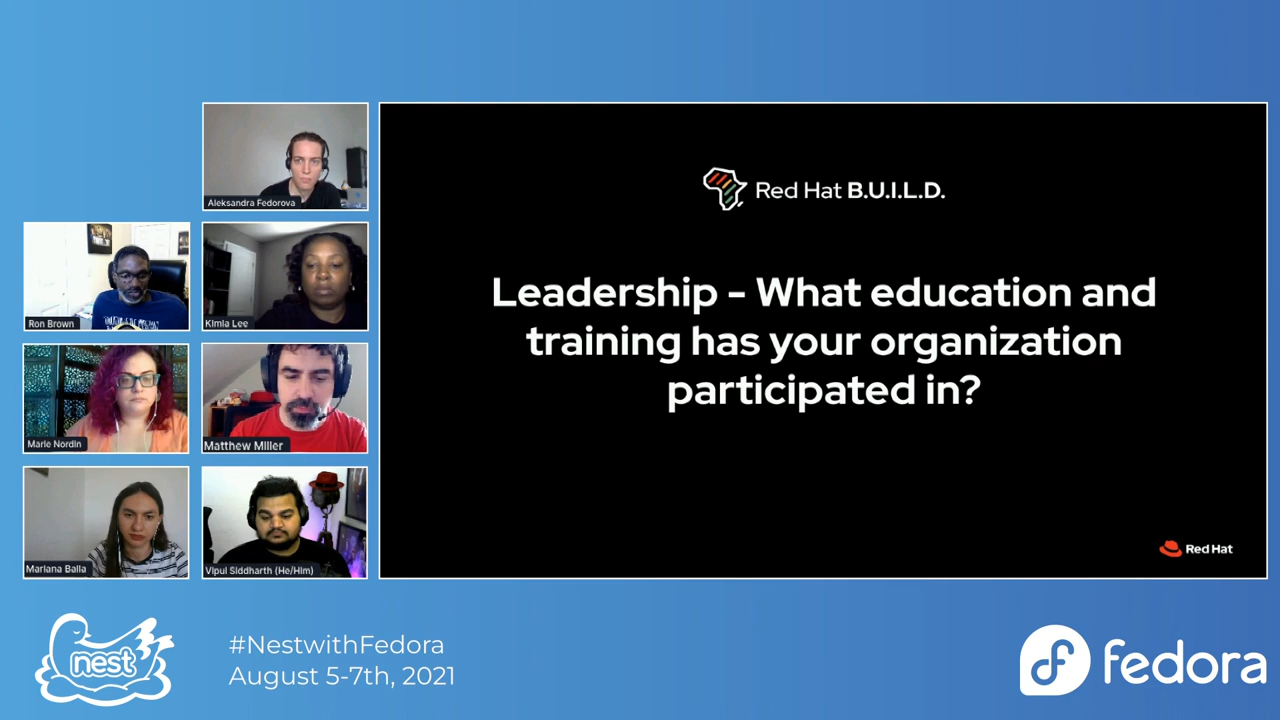 Aleksandra Fedorova
Ron Brown
Kimla Lee
Marie Nordin
Matthew Miller
Mariana Balla
Vipul Siddharth (He/Him)
Red Hat B.U.I.L.D.
Leadership - What education and
training has your organization
participated in?
Red Hat
nest
#NestwithFedora
August 5-7th, 2021
fedora